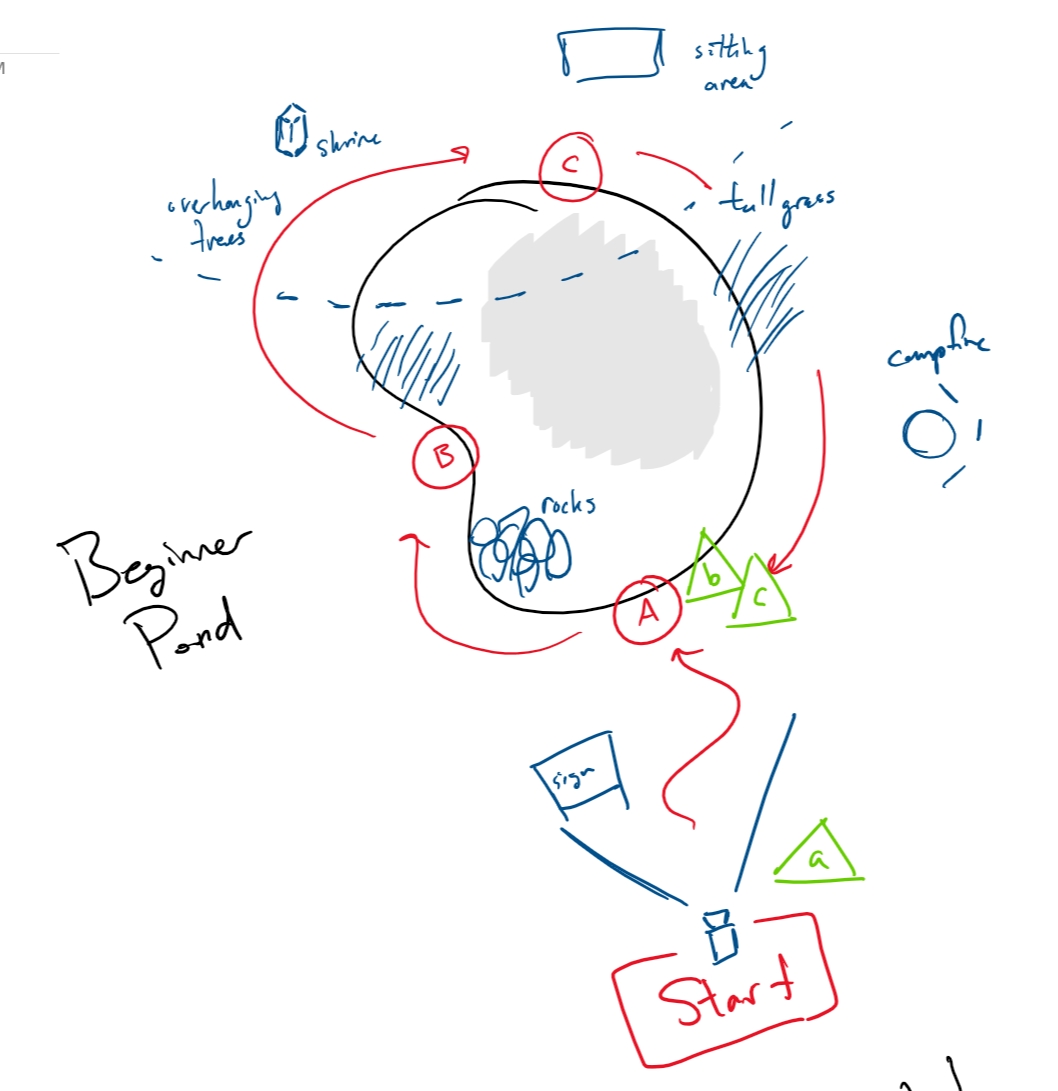 sitting
area
C
shrine
overhanging
trees
tall grass
campfire
B
rocks
Beginner
Pond
b
c
A
sign
a
Start